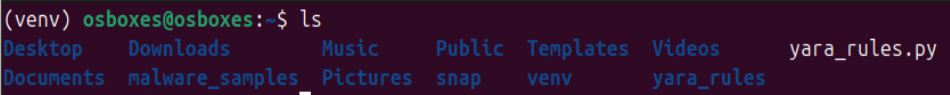 (venv) osboxes@osboxes:~$ ls
Desktop Downloads Music Public Templates Videos yara_rules.py
Documents malware_samples Pictures snap venv yara_rules